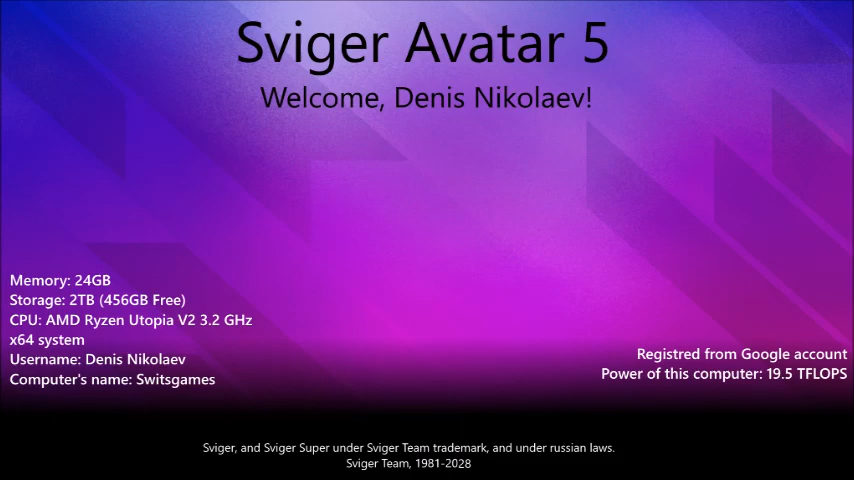 Sviger Avatar 5
Welcome, Denis Nikolaev!
Memory: 24GB
Storage: 2TB (456GB Free)
CPU: AMD Ryzen Utopia V2 3.2 GHz
x64 system
Username: Denis Nikolaev
Computer's name: Switsgames
Registred from Google account
Power of this computer: 19.5 TFLOPS
Sviger, and Sviger Super under Sviger Team trademark, and under russian laws.
Sviger Team, 1981-2028